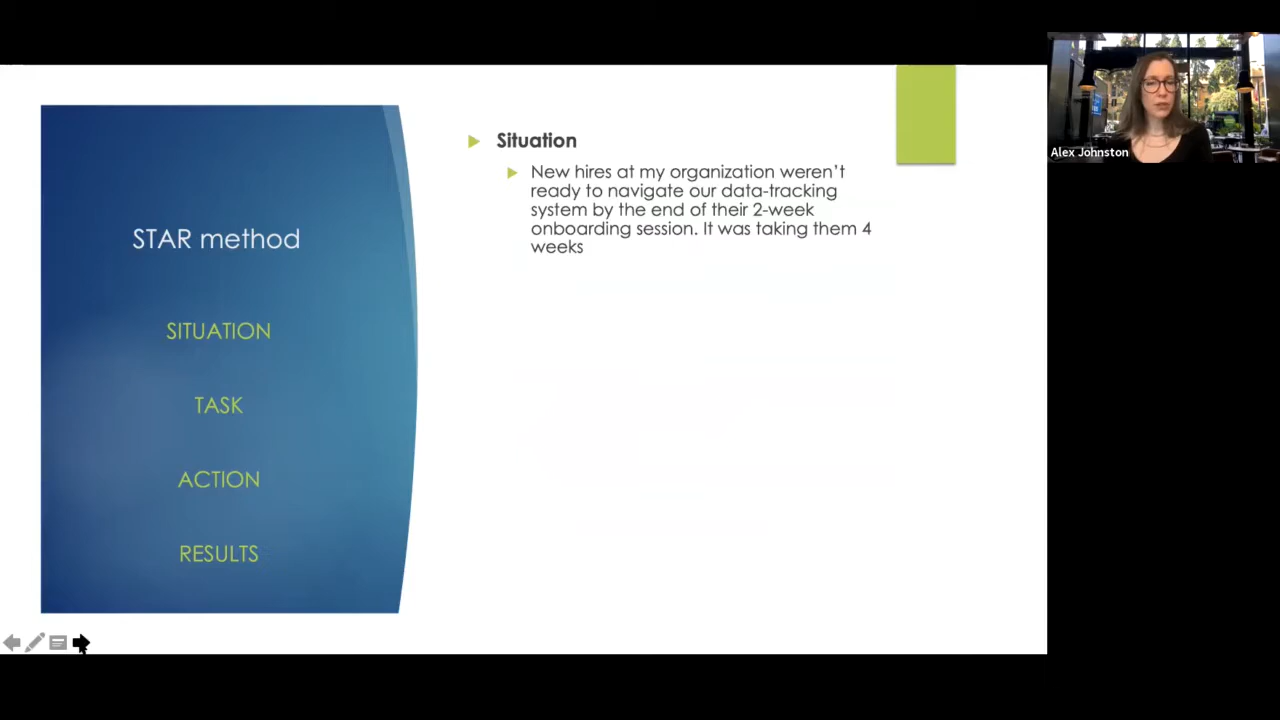 STAR method
SITUATION
TASK
ACTION
RESULTS
Situation
New hires at my organization weren't
ready to navigate our data-tracking
system by the end of their 2-week
onboarding session. It was taking them 4
weeks
Alex Johnston